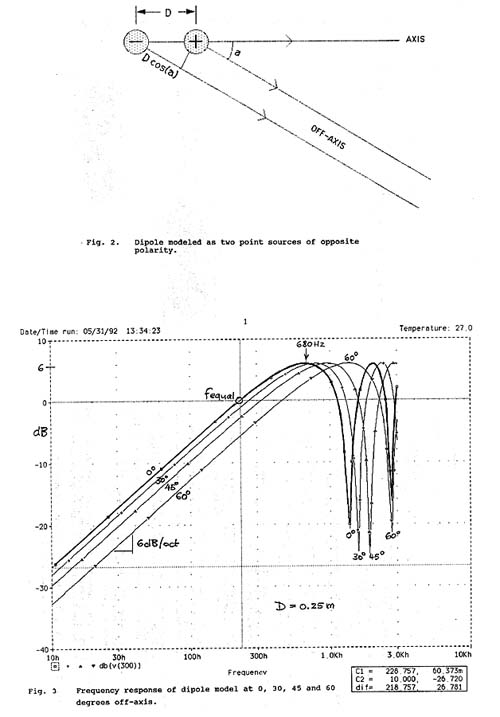 D
−
+
AXIS
a
D cos(a)
OFF-AXIS
Fig. 2. Dipole modeled as two point sources of opposite
polarity.
1
Date/Time run: 05/31/92 13:34:23
Temperature: 27.0
10
680Hz
6
60°
fequal
0
dB
-10
0°
30°
45°
60°
-20
6dB/oct
0°
30°
45°
60°
-30
D = 0.25m
-40
10h
30h
100h
300h
1.0Kh
3.0Kh
10Kh
db(v(300))
Frequency
C1 = 228.757, 60.373m
C2 = 10.000, -26.720
dif= 218.757, 26.781
Fig. 3 Frequency response of dipole model at 0, 30, 45 and 60
degrees off-axis.